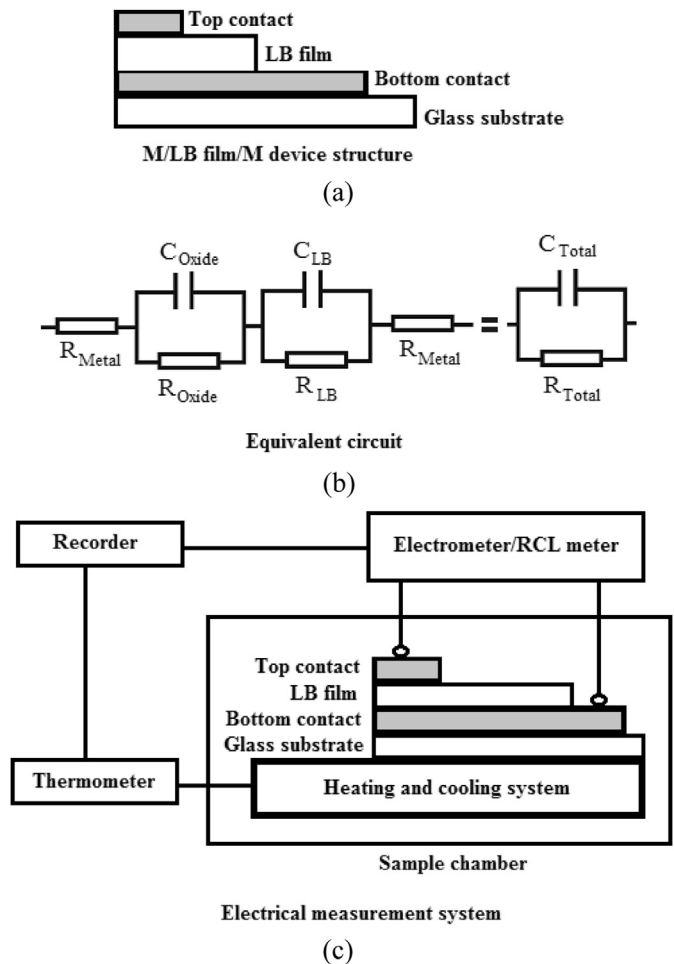 Top contact
LB film
Bottom contact
Glass substrate
M/LB film/M device structure
(a)
C Oxide C LB C Total
=
R Metal R Oxide R LB R Metal R Total
Equivalent circuit
(b)
Recorder Electrometer/RCL meter
Top contact
LB film
Bottom contact
Glass substrate
Thermometer Heating and cooling system
Sample chamber
Electrical measurement system
(c)